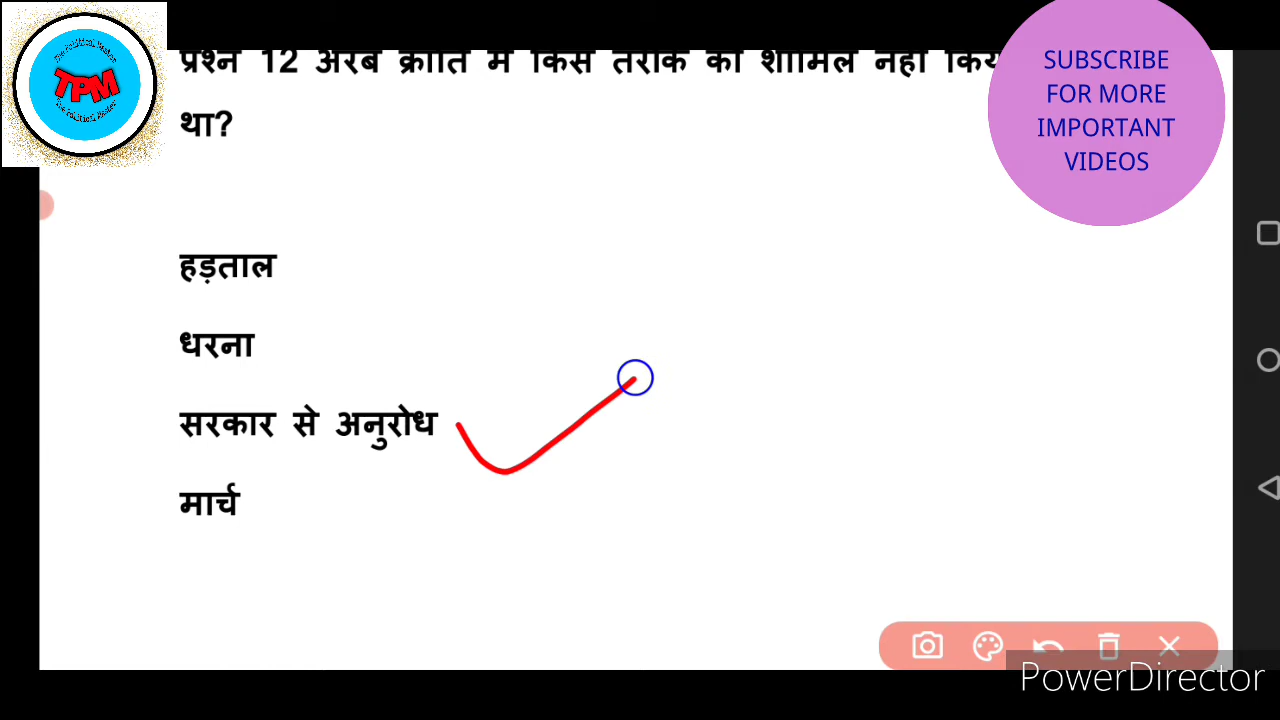 प्रश्न 12 अरब क्रांति में किस तरीके को शामिल नहीं
था?
हड़ताल
धरना
सरकार से अनुरोध
मार्च
TPM
SUBSCRIBE
FOR MORE
IMPORTANT
VIDEOS
PowerDirector